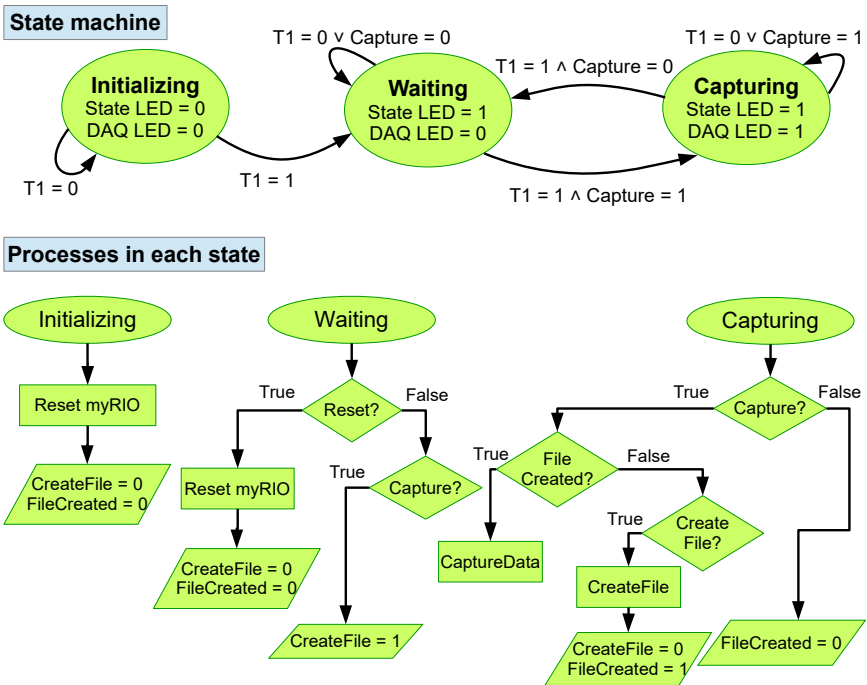 State machine
T1 = 0 ∨ Capture = 0
T1 = 0 ∨ Capture = 1
T1 = 1 ∧ Capture = 0
Initializing
State LED = 0
DAQ LED = 0
Waiting
State LED = 1
DAQ LED = 0
Capturing
State LED = 1
DAQ LED = 1
T1 = 0
T1 = 1
T1 = 1 ∧ Capture = 1
Processes in each state
Initializing
Reset myRIO
CreateFile = 0
FileCreated = 0
Waiting
True
Reset?
False
Reset myRIO
CreateFile = 0
FileCreated = 0
True
Capture?
CreateFile = 1
Capturing
True
Capture?
False
True
File
Created?
False
CaptureData
True
Create
File?
CreateFile
CreateFile = 0
FileCreated = 1
FileCreated = 0